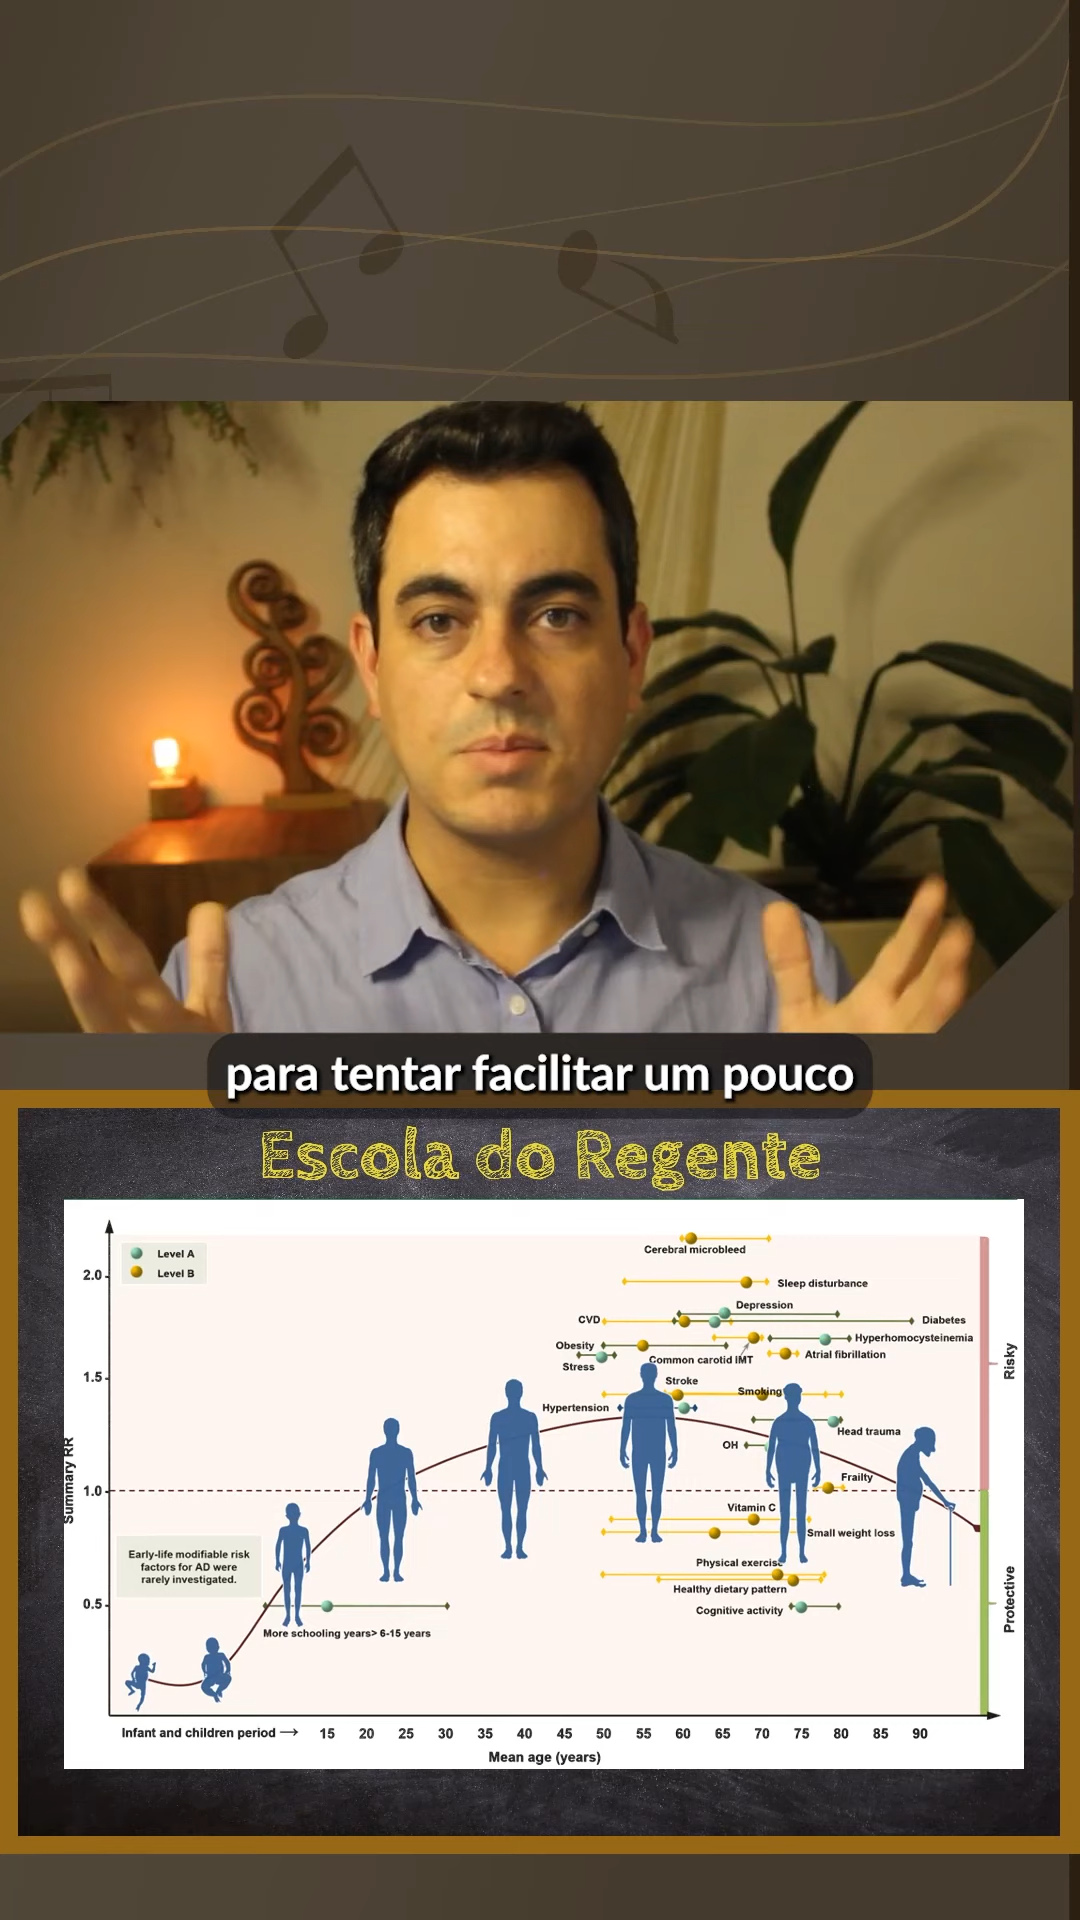 para tentar facilitar um pouco
Escola do Regente
Level A
Level B
2.0
1.5
1.0
0.5
Summary RR
Cerebral microbleed
Sleep disturbance
Depression
CVD
Diabetes
Hyperhomocysteinemia
Obesity
Common carotid IMT
Atrial fibrillation
Stress
Stroke
Smoking
Hypertension
Head trauma
OH
Frailty
Vitamin C
Small weight loss
Physical exercise
Healthy dietary pattern
Cognitive activity
Early-life modifiable risk
factors for AD were
rarely investigated.
More schooling years> 6-15 years
Risky
Protective
Infant and children period → 15 20 25 30 35 40 45 50 55 60 65 70 75 80 85 90
Mean age (years)